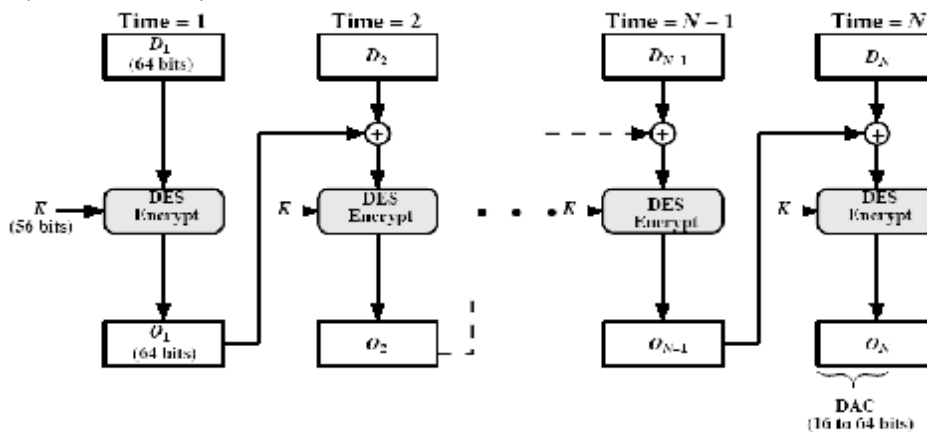 Time = 1 Time = 2 Time = N – 1 Time = N
D1 (64 bits) D2 DN–1 DN
+ + +
K (56 bits) DES Encrypt K DES Encrypt • • • K DES Encrypt K DES Encrypt
O1 (64 bits) O2 ON–1 ON
DAC
(16 to 64 bits)